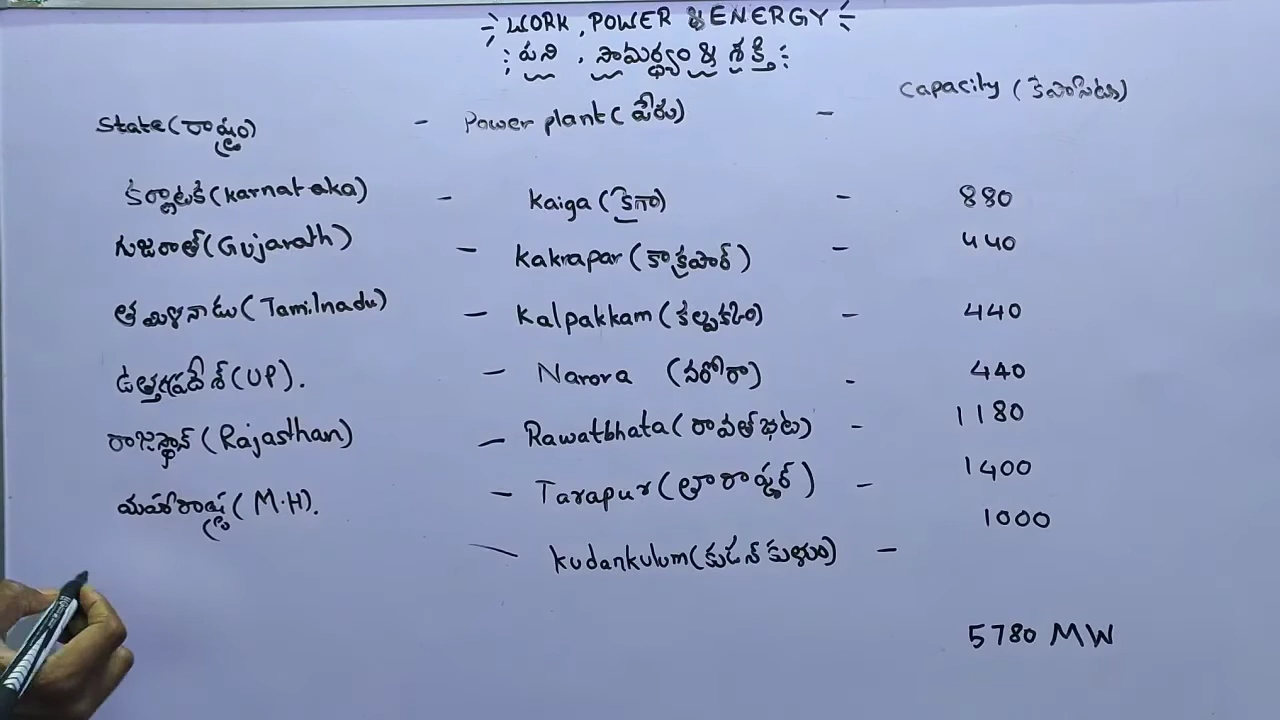 WORK, POWER & ENERGY
పని, సామర్థ్యం & శక్తి
State (రాష్ట్రం) - Power plant (పేరు) - Capacity (కెపాసిటీ)
కర్ణాటక (Karnataka) - Kaiga (కైగా) - 880
గుజరాత్ (Gujarath) - Kakrapar (కాక్రపార్) - 440
తమిళనాడు (Tamilnadu) - Kalpakkam (కల్పకకం) - 440
ఉత్తరప్రదేశ్ (UP). - Narora (నరోరా) - 440
రాజస్థాన్ (Rajasthan) - Rawatbhata (రావత్ భట) - 1180
మహారాష్ట్ర (M.H). - Tarapur - 1400
- Kudankulum (కుడన్ కుళం) - 1000
5780 MW